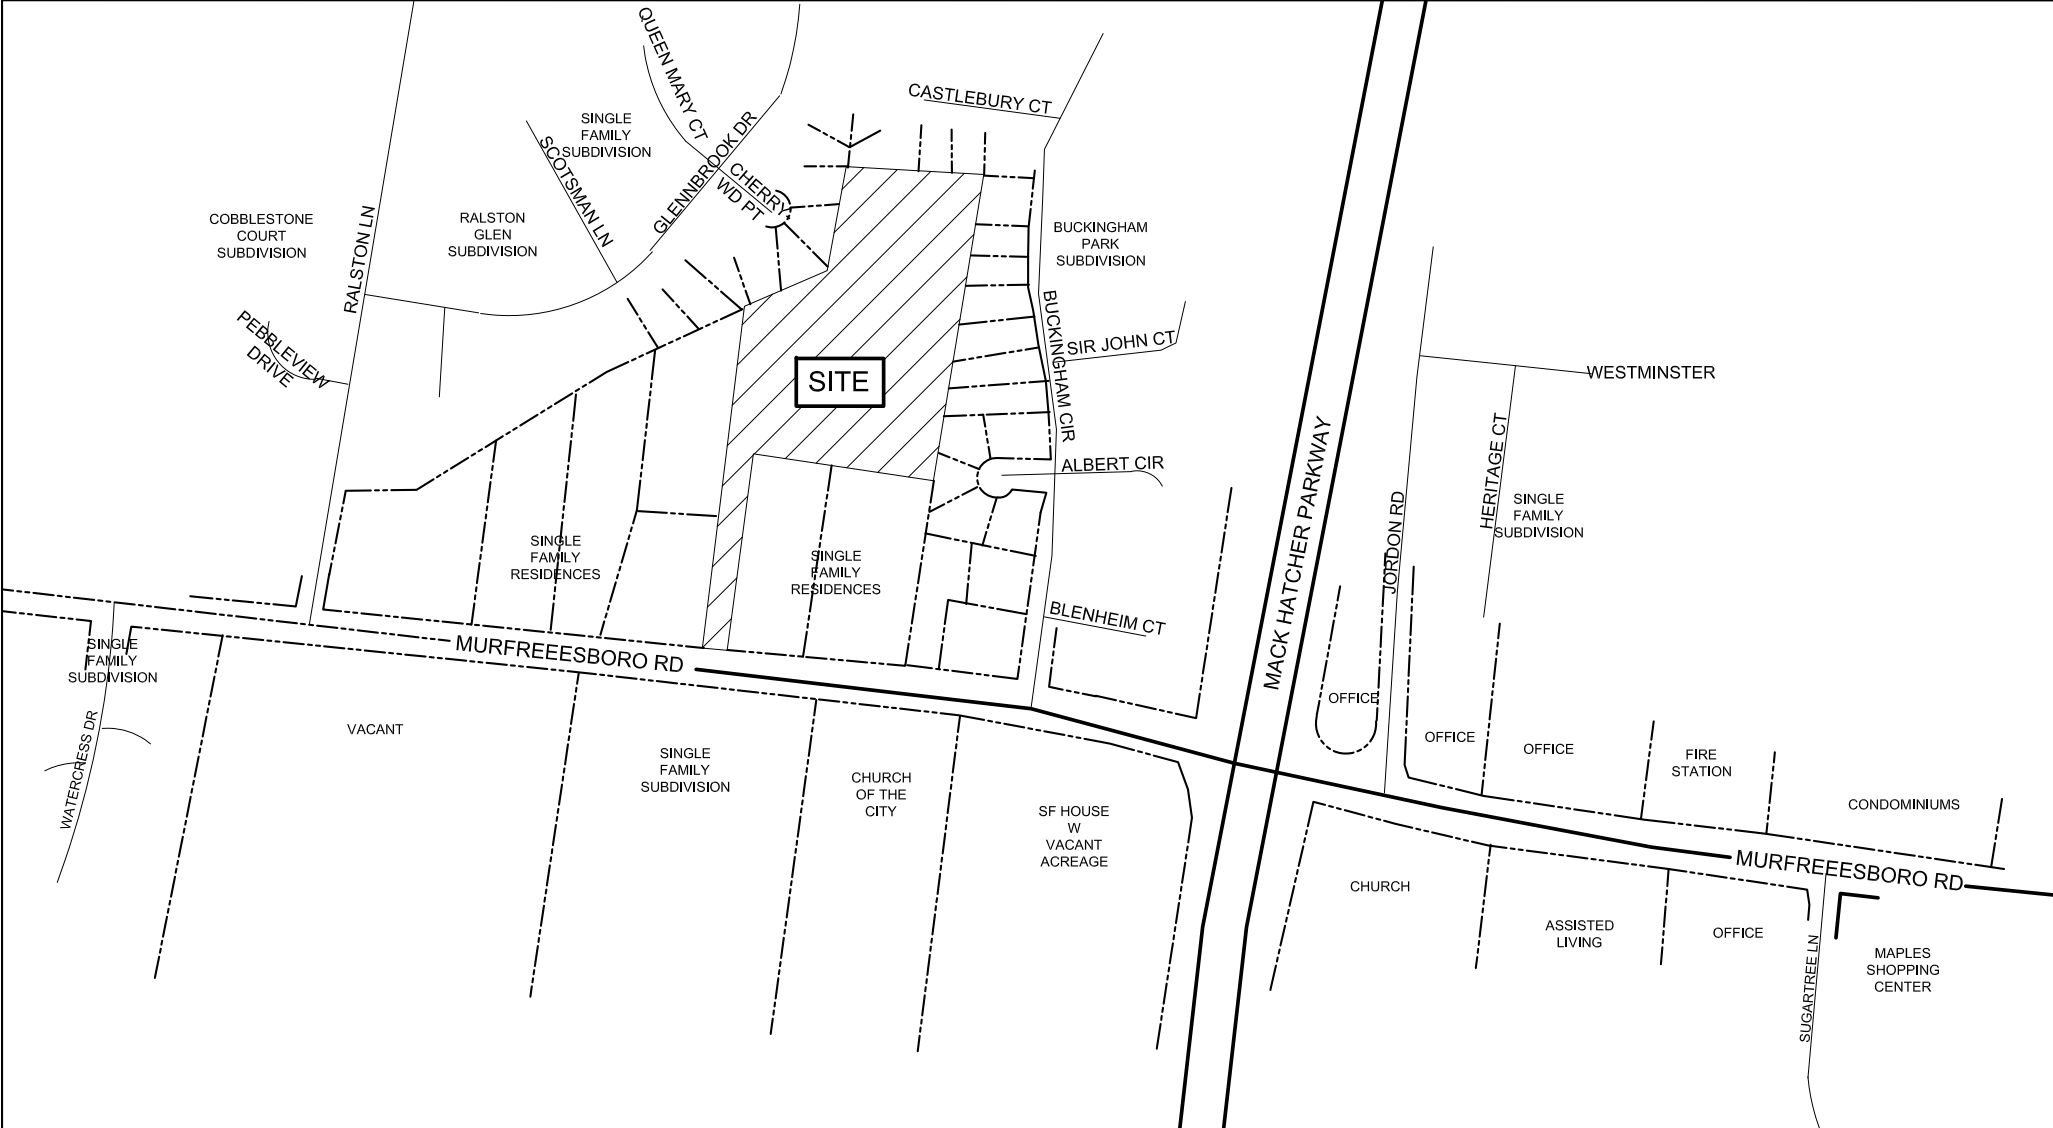 QUEEN MARY CT
CASTLEBURY CT
SINGLE
FAMILY
SUBDIVISION
SCOTSMAN LN
GLENNBROOK DR
CHERRY
WD PT
COBBLESTONE
COURT
SUBDIVISION
RALSTON LN
RALSTON
GLEN
SUBDIVISION
BUCKINGHAM
PARK
SUBDIVISION
PEBBLEVIEW
DRIVE
SITE
BUCKINGHAM CIR
SIR JOHN CT
WESTMINSTER
ALBERT CIR
MACK HATCHER PARKWAY
JORDON RD
HERITAGE CT
SINGLE
FAMILY
SUBDIVISION
SINGLE
FAMILY
RESIDENCES
SINGLE
FAMILY
RESIDENCES
BLENHEIM CT
MURFREEESBORO RD
SINGLE
FAMILY
SUBDIVISION
WATERCRESS DR
VACANT
SINGLE
FAMILY
SUBDIVISION
CHURCH
OF THE
CITY
SF HOUSE
W
VACANT
ACREAGE
OFFICE
OFFICE
OFFICE
FIRE
STATION
CONDOMINIUMS
MURFREEESBORO RD
CHURCH
ASSISTED
LIVING
OFFICE
SUGARTREE LN
MAPLES
SHOPPING
CENTER